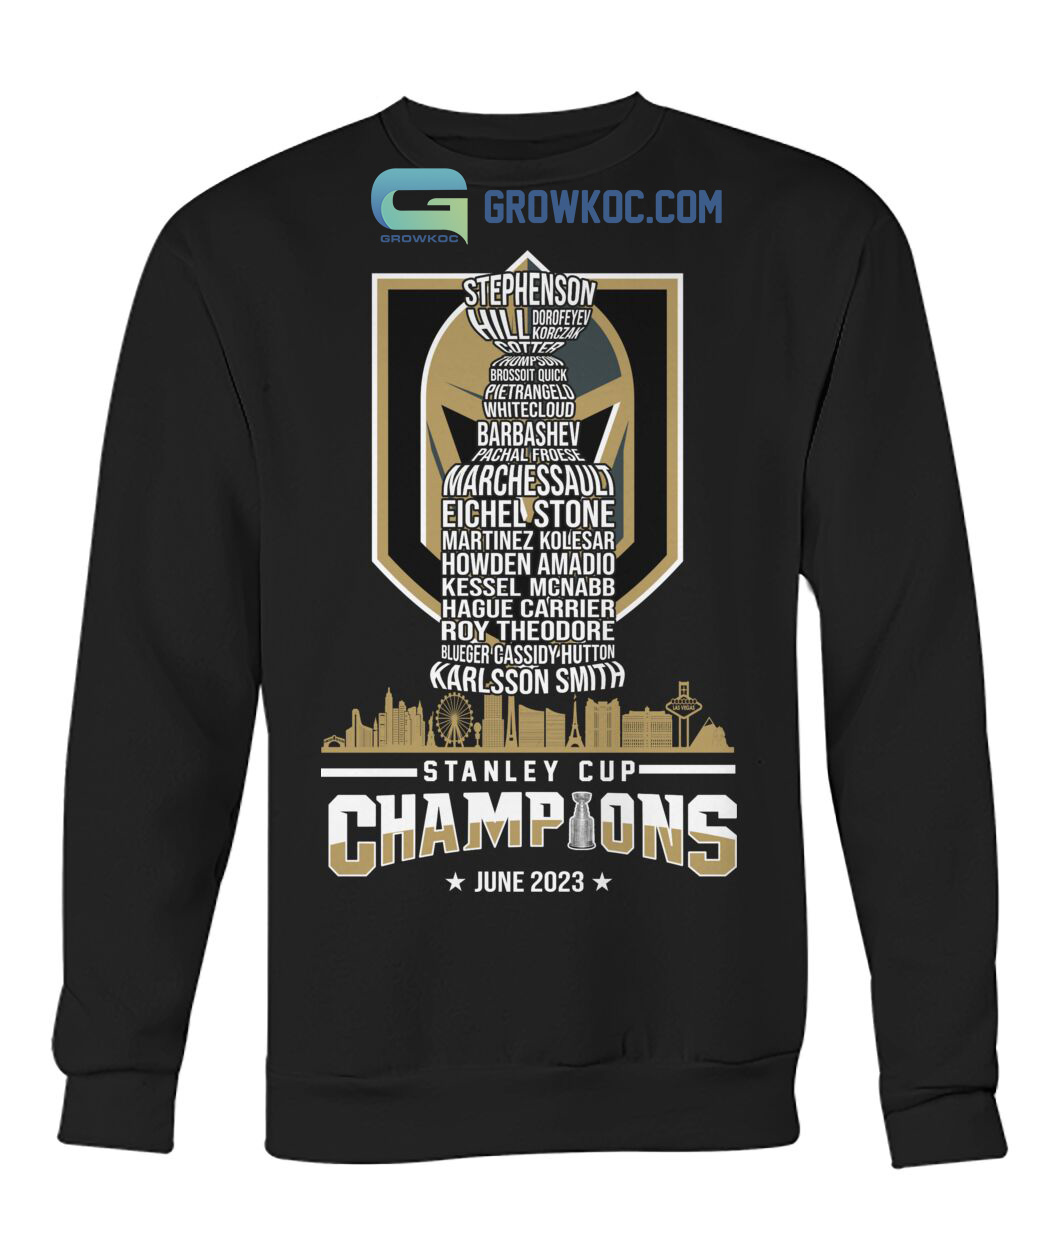 GROWKOC
GROWKOC.COM
STEPHENSON
HILL DOROFEYEV
KORCZAK
COTTER
THOMPSON
BROSSOIT QUICK
PIETRANGELO
WHITECLOUD
BARBASHEV
PACHAL FROESE
MARCHESSAULT
EICHEL STONE
MARTINEZ KOLESAR
HOWDEN AMADIO
KESSEL MCNABB
HAGUE CARRIER
ROY THEODORE
BLUEGER CASSIDY HUTTON
KARLSSON SMITH
LAS VEGAS
STANLEY CUP
CHAMPIONS
★ JUNE 2023 ★